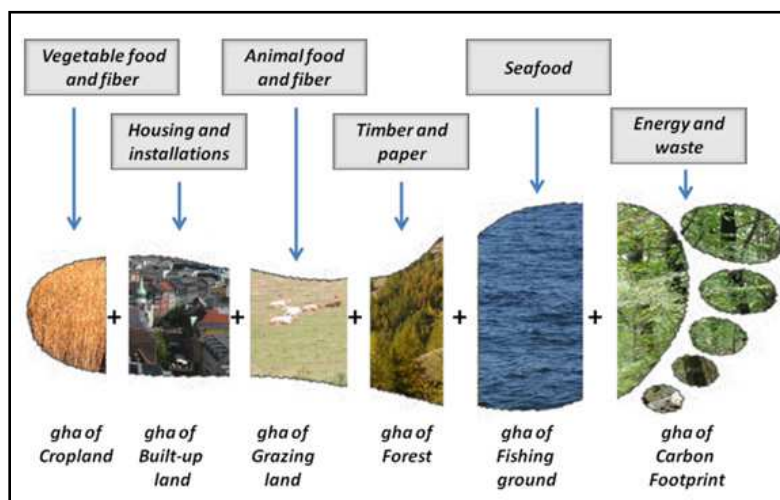 Vegetable food
and fiber
Animal food
and fiber
Seafood
Housing and
installations
Timber and
paper
Energy and
waste
+
+
+
+
+
gha of
Cropland
gha of
Built-up
land
gha of
Grazing
land
gha of
Forest
gha of
Fishing
ground
gha of
Carbon
Footprint